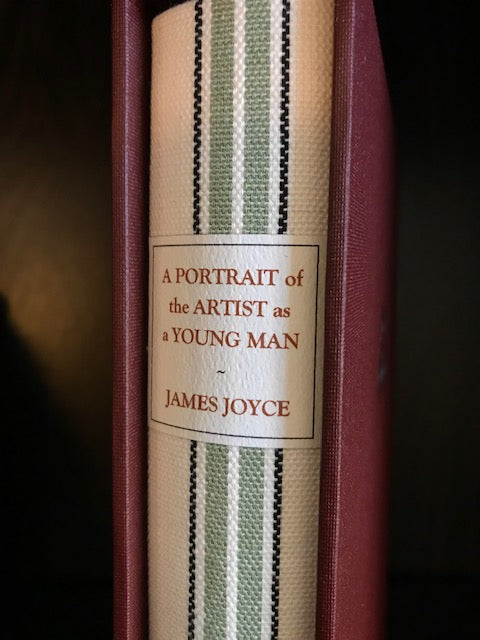 A PORTRAIT of
the ARTIST as
a YOUNG MAN
~
JAMES JOYCE